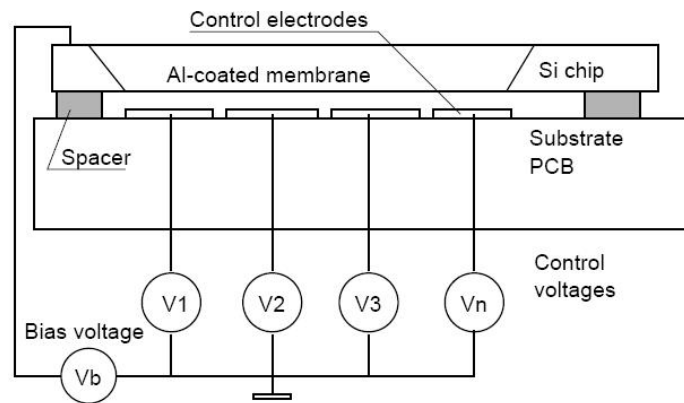 Control electrodes
Al-coated membrane
Si chip
Spacer
Substrate
PCB
V1
V2
V3
Vn
Control
voltages
Bias voltage
Vb